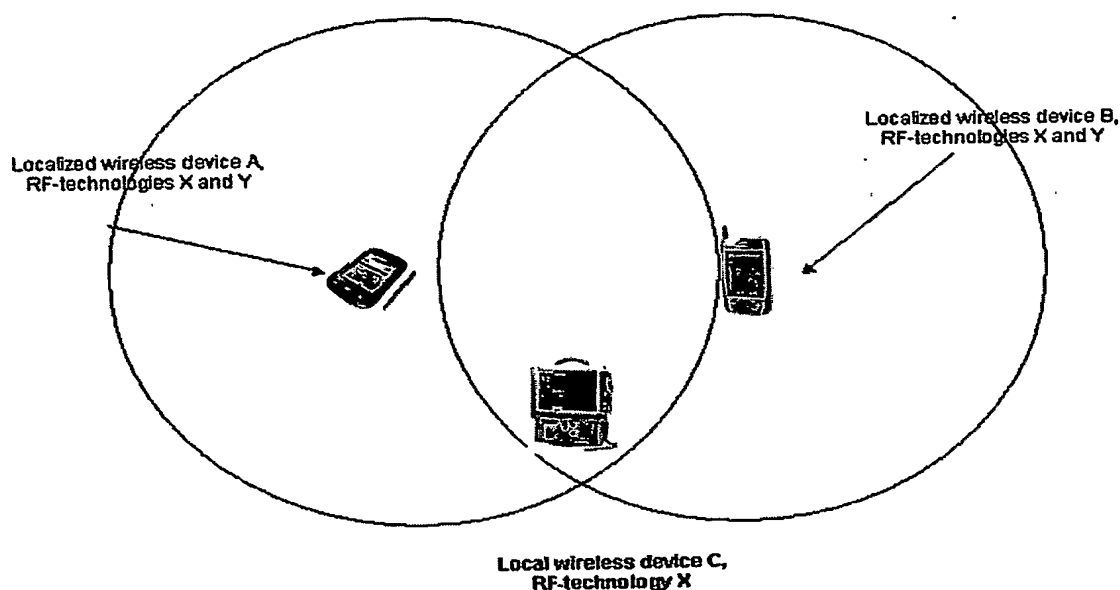 Localized wireless device A,
RF-technologies X and Y
Localized wireless device B,
RF-technologies X and Y
Local wireless device C,
RF-technology X